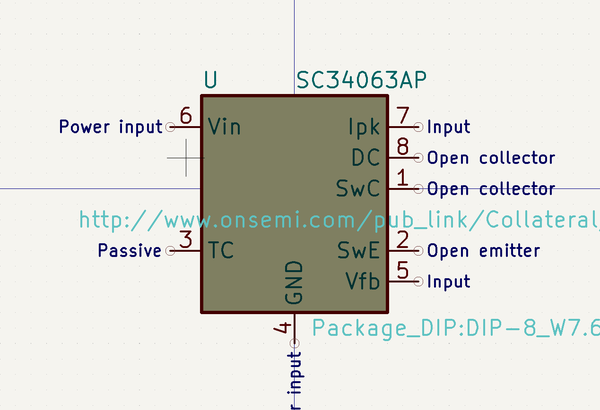 U SC34063AP
6 7
Power input Vin Ipk Input
8
DC Open collector
1
SwC Open collector
http://www.onsemi.com/pub_link/Collateral
3 2
Passive TC SwE Open emitter
5
GND Vfb Input
4
Package_DIP:DIP-8_W7.6
input